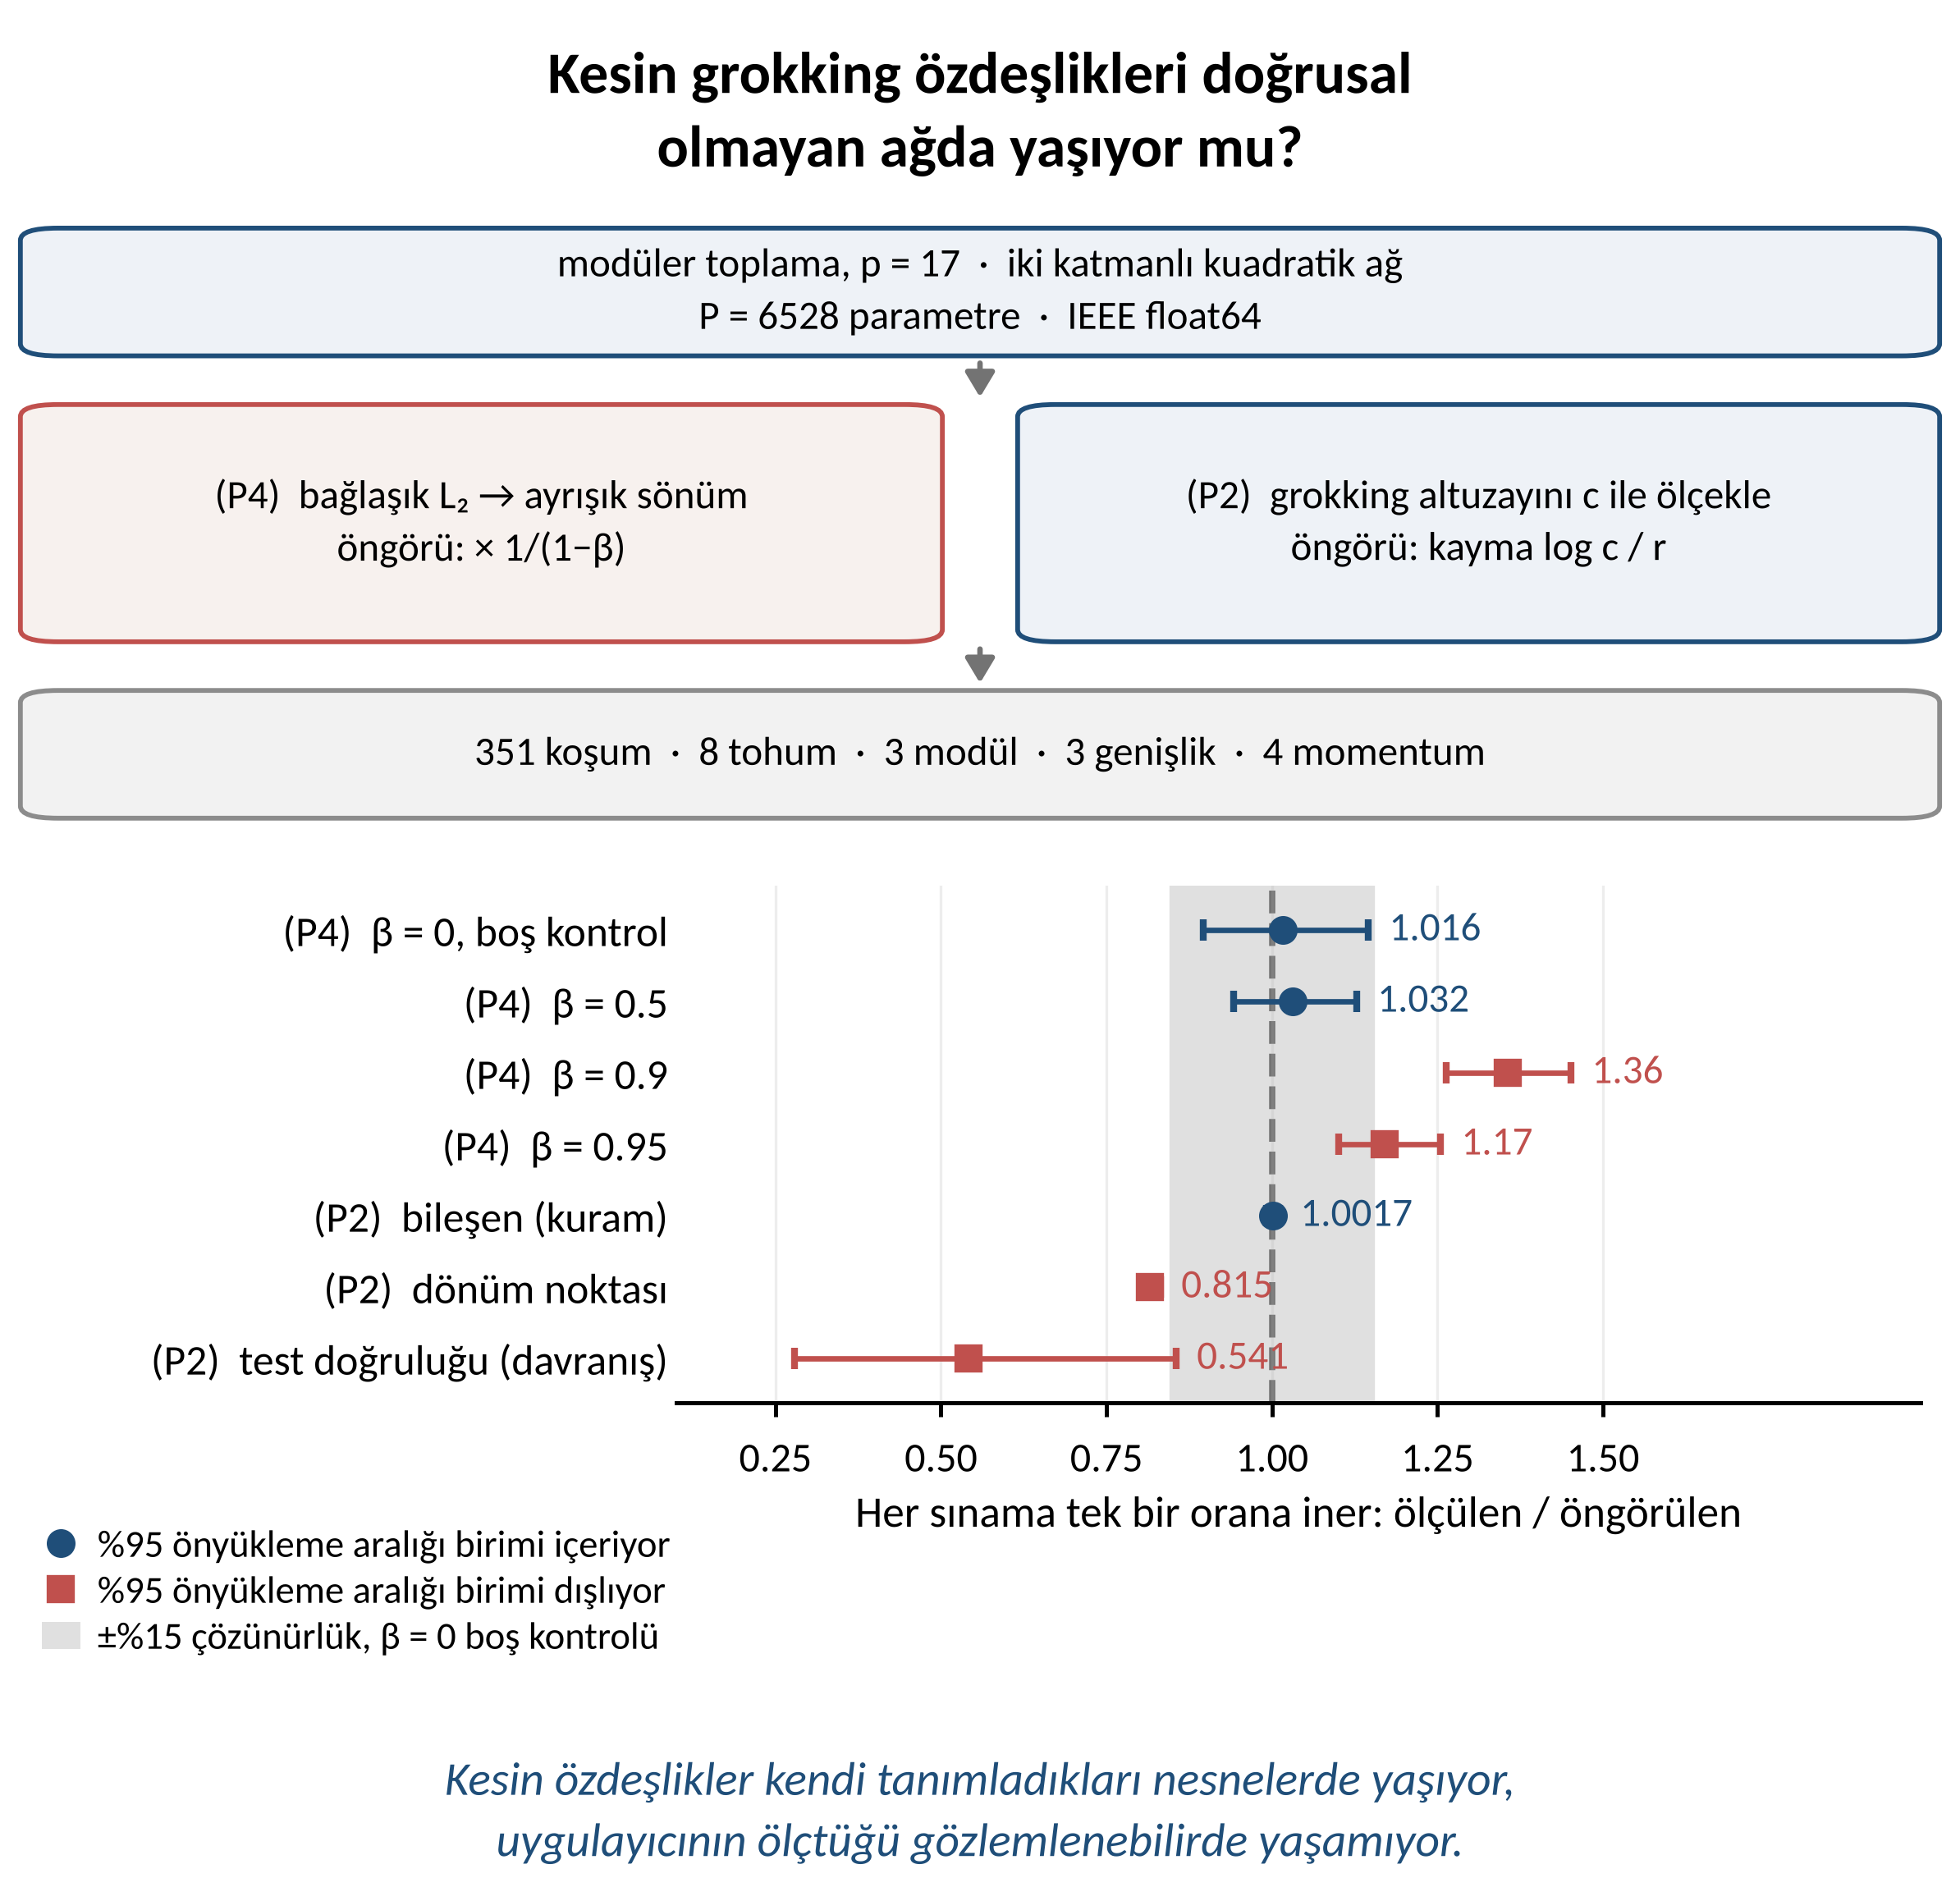 Kesin grokking özdeşlikleri doğrusal
olmayan ağda yaşıyor mu?
modüler toplama, p = 17 · iki katmanlı kuadratik ağ
P = 6528 parametre · IEEE float64
(P4) bağlaşık L₂ → ayrışık sönüm
öngörü: × 1/(1−β)
(P2) grokking altuzayını c ile ölçekle
öngörü: kayma log c / r
351 koşum · 8 tohum · 3 modül · 3 genişlik · 4 momentum
(P4) β = 0, boş kontrol
1.016
(P4) β = 0.5
1.032
(P4) β = 0.9
1.36
(P4) β = 0.95
1.17
(P2) bileşen (kuram)
1.0017
(P2) dönüm noktası
0.815
(P2) test doğruluğu (davranış)
0.541
0.25 0.50 0.75 1.00 1.25 1.50
Her sınama tek bir orana iner: ölçülen / öngörülen
%95 önyükleme aralığı birimi içeriyor
%95 önyükleme aralığı birimi dışlıyor
±%15 çözünürlük, β = 0 boş kontrolü
Kesin özdeşlikler kendi tanımladıkları nesnelerde yaşıyor,
uygulayıcının ölçtüğü gözlemlenebilirde yaşamıyor.